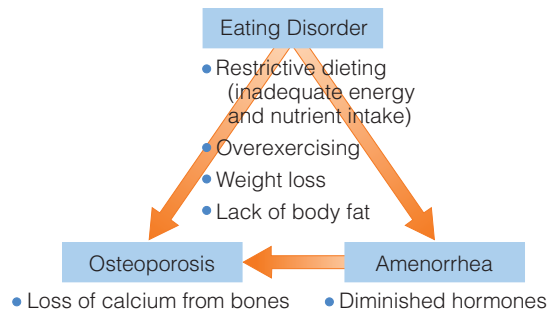 Eating Disorder
• Restrictive dieting
(inadequate energy
and nutrient intake)
• Overexercising
• Weight loss
• Lack of body fat
Osteoporosis
Amenorrhea
• Loss of calcium from bones
• Diminished hormones